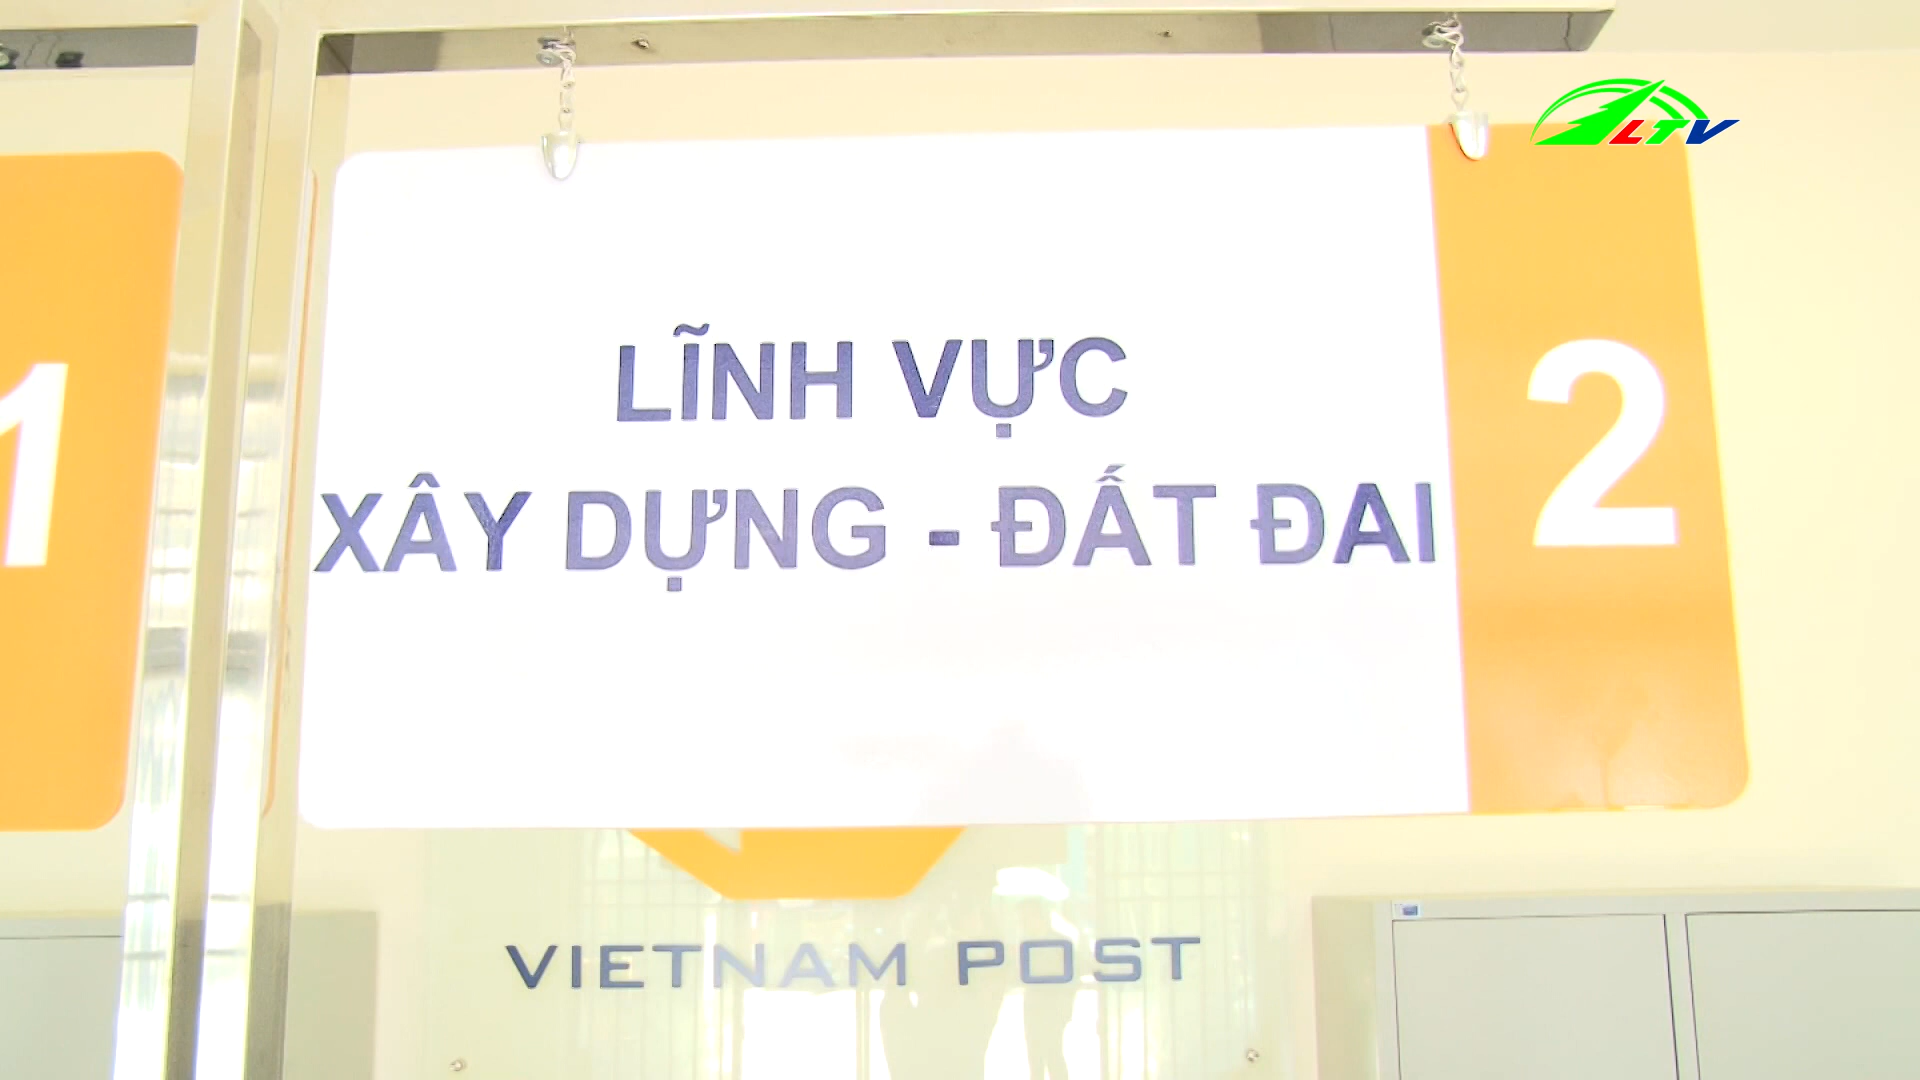 LTV
1
LĨNH VỰC
XÂY DỰNG - ĐẤT ĐAI
2
VIETNAM POST